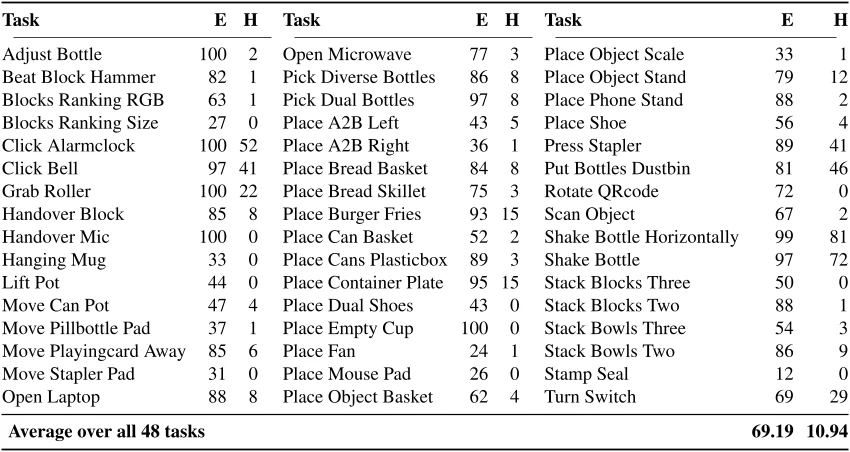 Task E H Task E H Task E H
Adjust Bottle 100 2 Open Microwave 77 3 Place Object Scale 33 1
Beat Block Hammer 82 1 Pick Diverse Bottles 86 8 Place Object Stand 79 12
Blocks Ranking RGB 63 1 Pick Dual Bottles 97 8 Place Phone Stand 88 2
Blocks Ranking Size 27 0 Place A2B Left 43 5 Place Shoe 56 4
Click Alarmclock 100 52 Place A2B Right 36 1 Press Stapler 89 41
Click Bell 97 41 Place Bread Basket 84 8 Put Bottles Dustbin 81 46
Grab Roller 100 22 Place Bread Skillet 75 3 Rotate QRcode 72 0
Handover Block 85 8 Place Burger Fries 93 15 Scan Object 67 2
Handover Mic 100 0 Place Can Basket 52 2 Shake Bottle Horizontally 99 81
Hanging Mug 33 0 Place Cans Plasticbox 89 3 Shake Bottle 97 72
Lift Pot 44 0 Place Container Plate 95 15 Stack Blocks Three 50 0
Move Can Pot 47 4 Place Dual Shoes 43 0 Stack Blocks Two 88 1
Move Pillbottle Pad 37 1 Place Empty Cup 100 0 Stack Bowls Three 54 3
Move Playingcard Away 85 6 Place Fan 24 1 Stack Bowls Two 86 9
Move Stapler Pad 31 0 Place Mouse Pad 26 0 Stamp Seal 12 0
Open Laptop 88 8 Place Object Basket 62 4 Turn Switch 69 29
Average over all 48 tasks 69.19 10.94